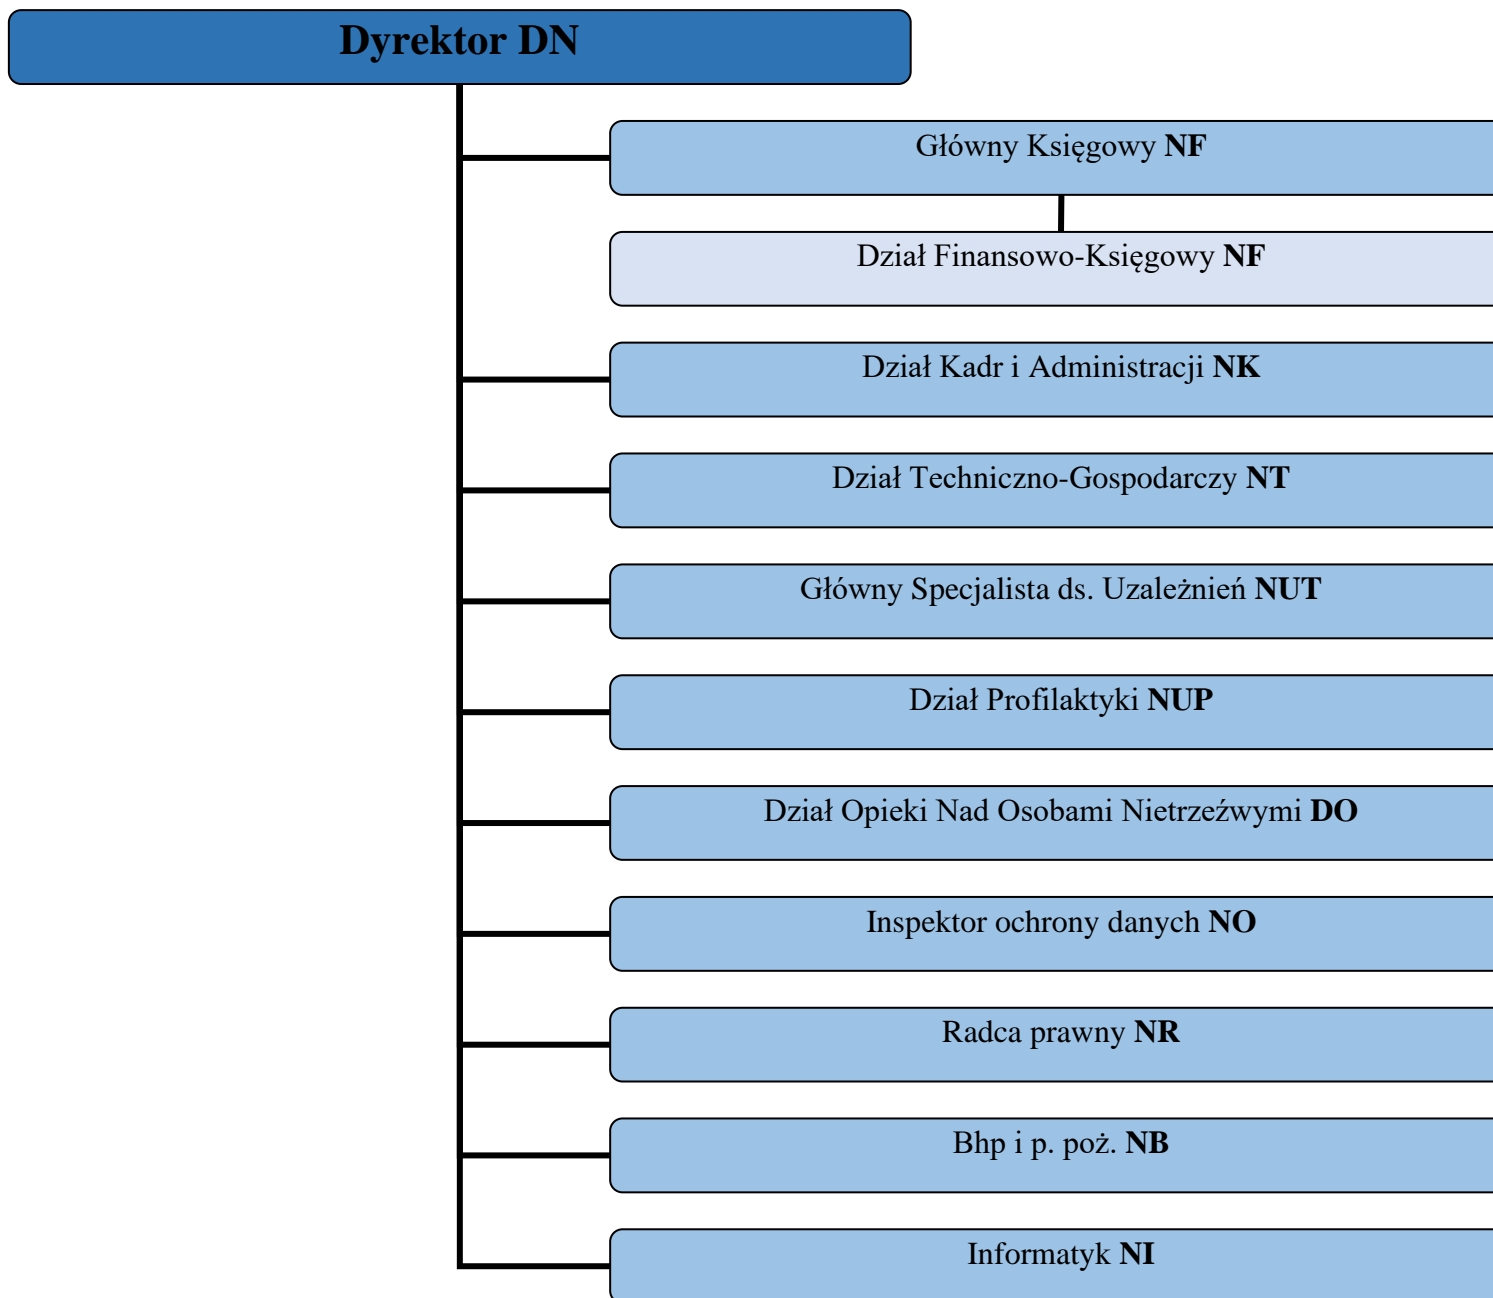 Dyrektor DN
Główny Księgowy NF
Dział Finansowo-Księgowy NF
Dział Kadr i Administracji NK
Dział Techniczno-Gospodarczy NT
Główny Specjalista ds. Uzależnień NUT
Dział Profilaktyki NUP
Dział Opieki Nad Osobami Nietrzeźwymi DO
Inspektor ochrony danych NO
Radca prawny NR
Bhp i p. poż. NB
Informatyk NI